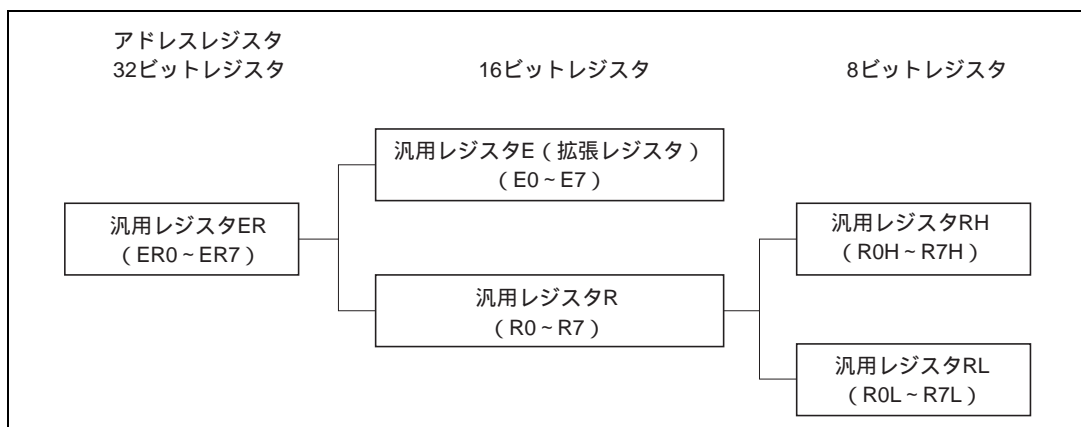 アドレスレジスタ
32ビットレジスタ
16ビットレジスタ
8ビットレジスタ
汎用レジスタE(拡張レジスタ)
(E0~E7)
汎用レジスタER
(ER0~ER7)
汎用レジスタRH
(R0H~R7H)
汎用レジスタR
(R0~R7)
汎用レジスタRL
(R0L~R7L)